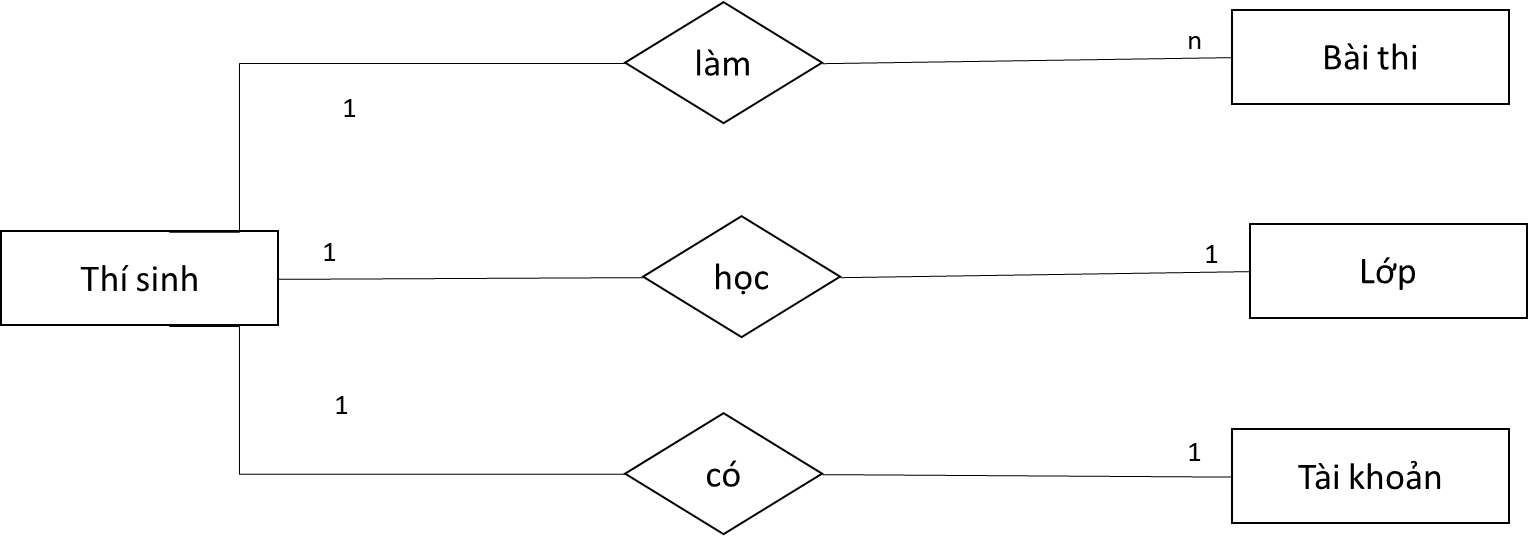 làm
n
Bài thi
1
Thí sinh
1
học
1
Lớp
1
có
1
Tài khoản